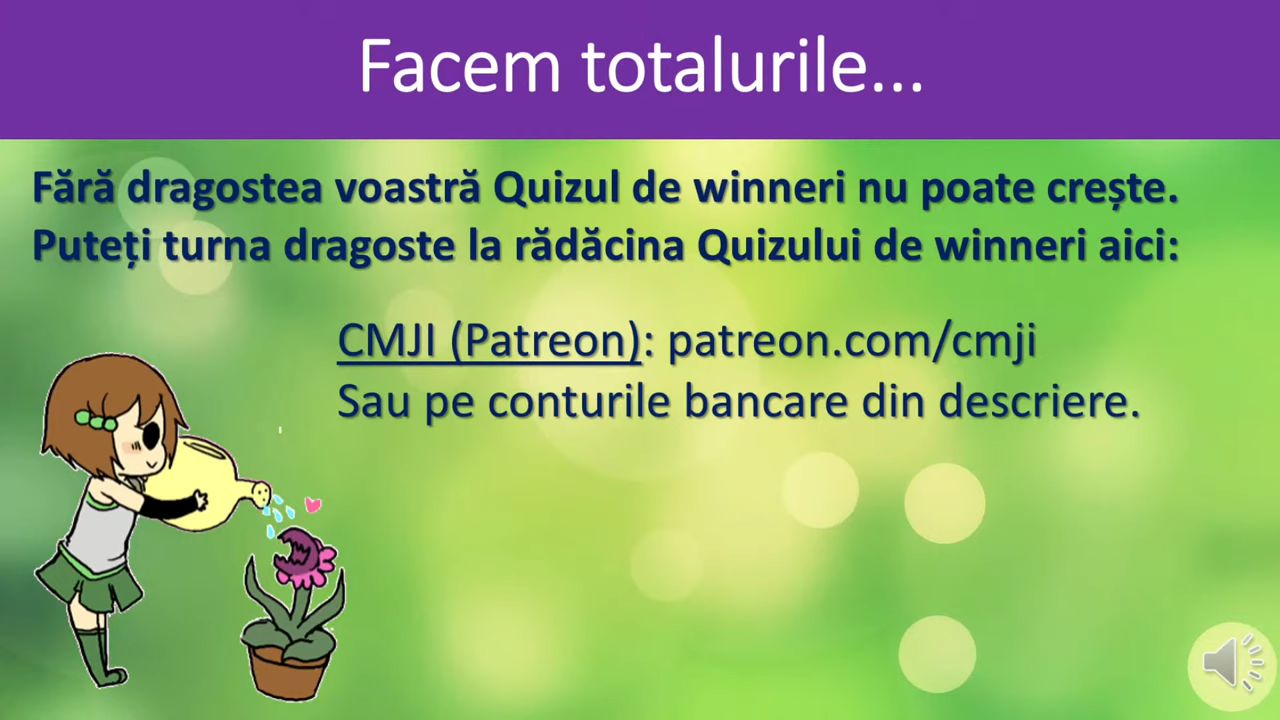 Facem totalurile...
Fără dragostea voastră Quizul de winneri nu poate crește.
Puteți turna dragoste la rădăcina Quizului de winneri aici:
CMJI (Patreon): patreon.com/cmji
Sau pe conturile bancare din descriere.